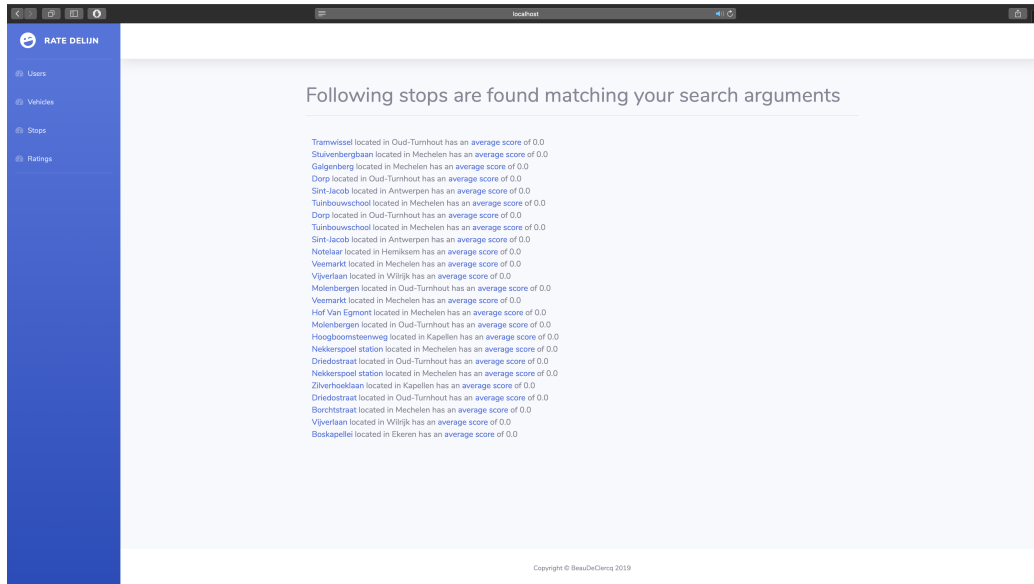 localhost
RATE DELIJN
Users
Vehicles
Stops
Ratings
Following stops are found matching your search arguments
Tramwissel located in Oud-Turnhout has an average score of 0.0
Stuivenbergbaan located in Mechelen has an average score of 0.0
Galgenberg located in Mechelen has an average score of 0.0
Dorp located in Oud-Turnhout has an average score of 0.0
Sint-Jacob located in Antwerpen has an average score of 0.0
Tuinbouwschool located in Mechelen has an average score of 0.0
Dorp located in Oud-Turnhout has an average score of 0.0
Tuinbouwschool located in Mechelen has an average score of 0.0
Sint-Jacob located in Antwerpen has an average score of 0.0
Notelaar located in Hemiksem has an average score of 0.0
Veemarkt located in Mechelen has an average score of 0.0
Vijverlaan located in Wilrijk has an average score of 0.0
Molenbergen located in Oud-Turnhout has an average score of 0.0
Veemarkt located in Mechelen has an average score of 0.0
Hof Van Egmont located in Mechelen has an average score of 0.0
Molenbergen located in Oud-Turnhout has an average score of 0.0
Hoogboomsteenweg located in Kapellen has an average score of 0.0
Nekkerspoel station located in Mechelen has an average score of 0.0
Driedostraat located in Oud-Turnhout has an average score of 0.0
Nekkerspoel station located in Mechelen has an average score of 0.0
Zilverhoeklaan located in Kapellen has an average score of 0.0
Driedostraat located in Oud-Turnhout has an average score of 0.0
Borchtstraat located in Mechelen has an average score of 0.0
Vijverlaan located in Wilrijk has an average score of 0.0
Boskapellei located in Ekeren has an average score of 0.0
Copyright © BeauDeClercq 2019